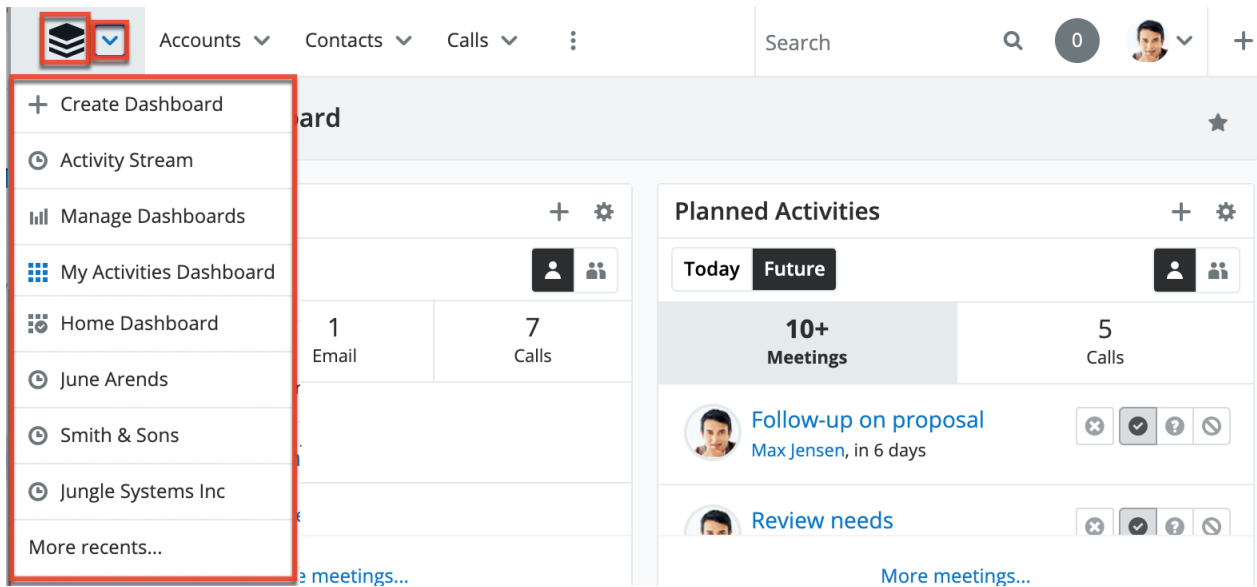 Accounts
Contacts
Calls
Search
0
Create Dashboard
Activity Stream
Manage Dashboards
My Activities Dashboard
Home Dashboard
June Arends
Smith & Sons
Jungle Systems Inc
More recents...
ard
1
Email
7
Calls
e meetings...
Planned Activities
Today
Future
10+
Meetings
5
Calls
Follow-up on proposal
Max Jensen, in 6 days
Review needs
More meetings...